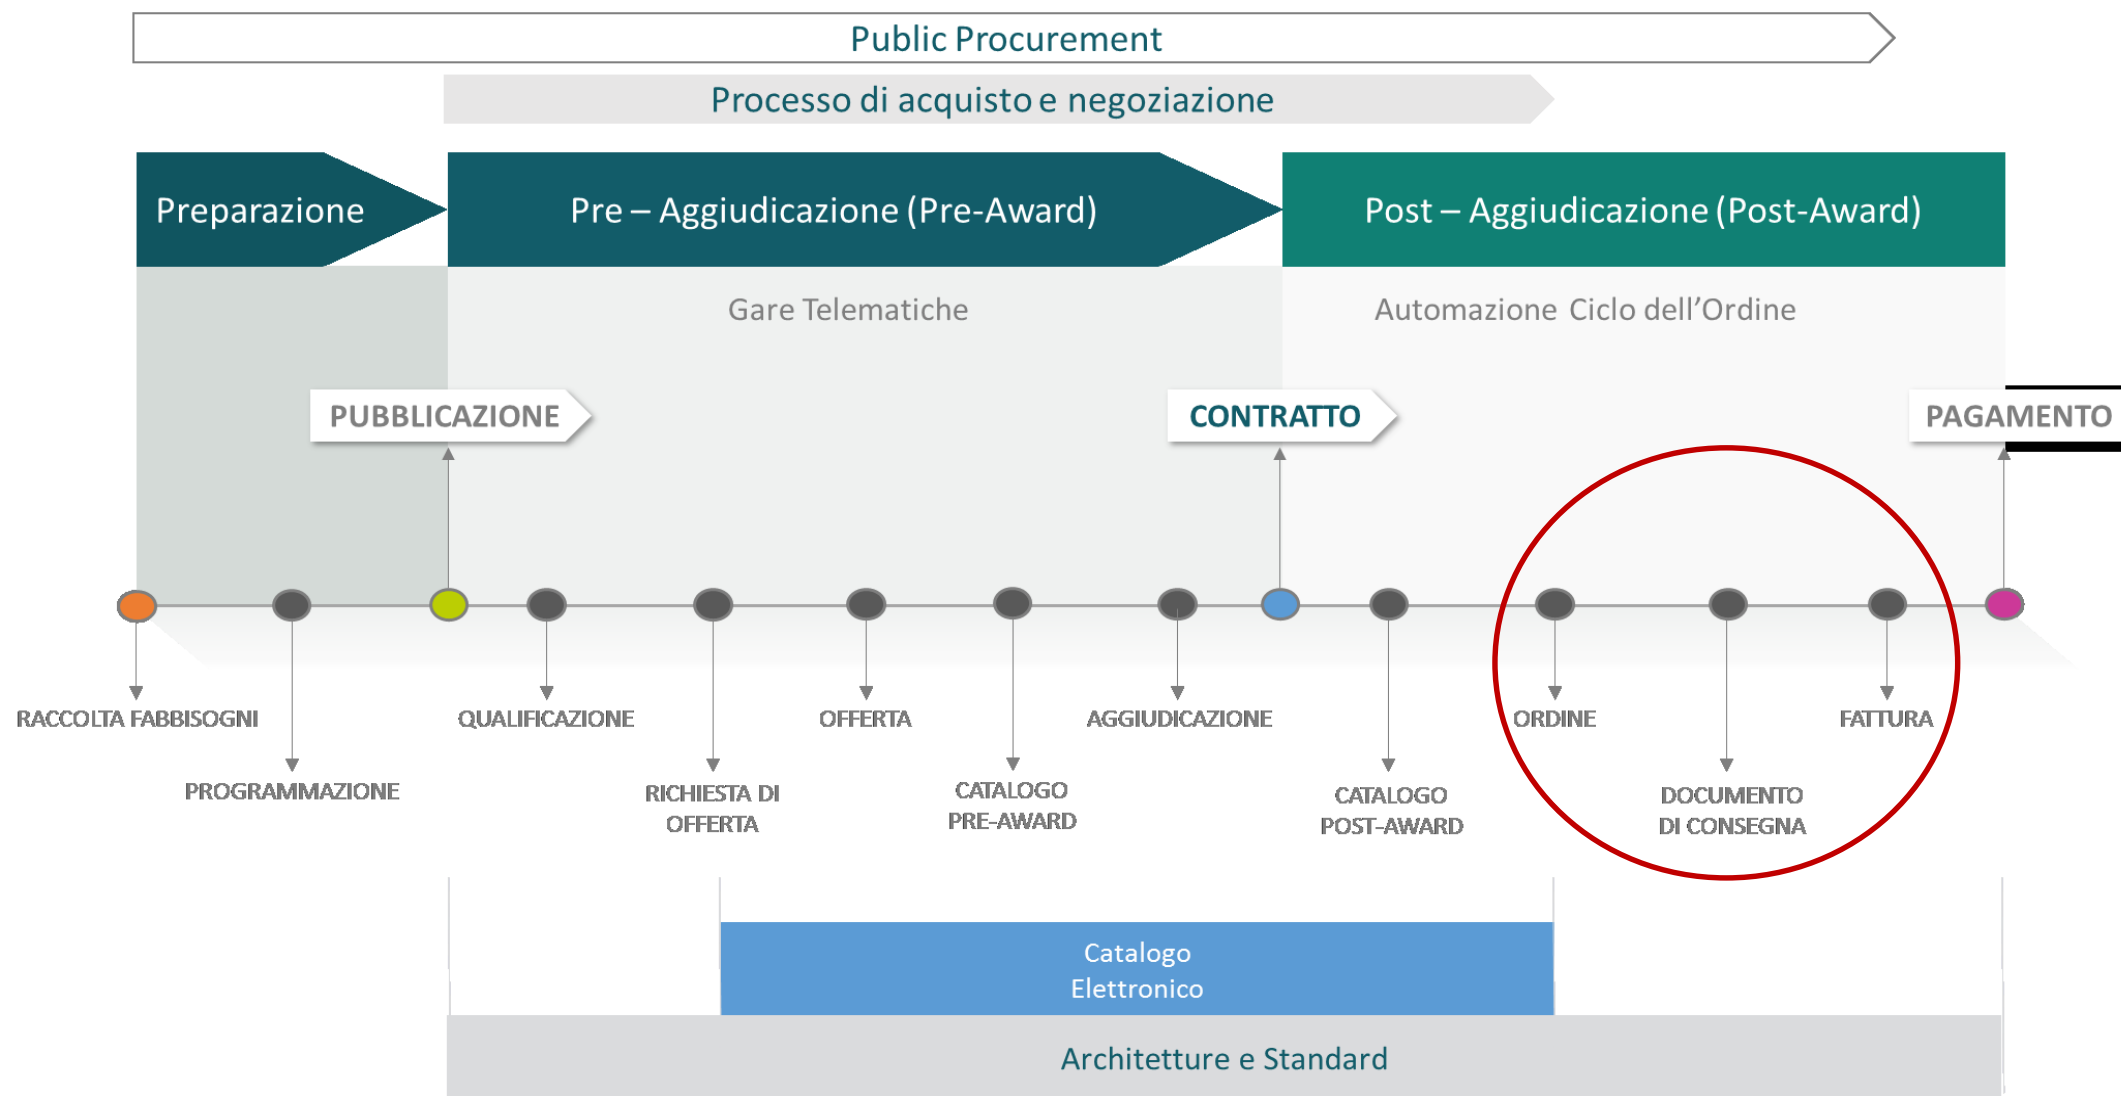 Public Procurement
Processo di acquisto e negoziazione
Preparazione
Pre – Aggiudicazione (Pre-Award)
Post – Aggiudicazione (Post-Award)
Gare Telematiche
Automazione Ciclo dell’Ordine
PUBBLICAZIONE
CONTRATTO
PAGAMENTO
RACCOLTA FABBISOGNI
QUALIFICAZIONE
OFFERTA
AGGIUDICAZIONE
ORDINE
FATTURA
PROGRAMMAZIONE
RICHIESTA DI
OFFERTA
CATALOGO
PRE-AWARD
CATALOGO
POST-AWARD
DOCUMENTO
DI CONSEGNA
Catalogo
Elettronico
Architetture e Standard